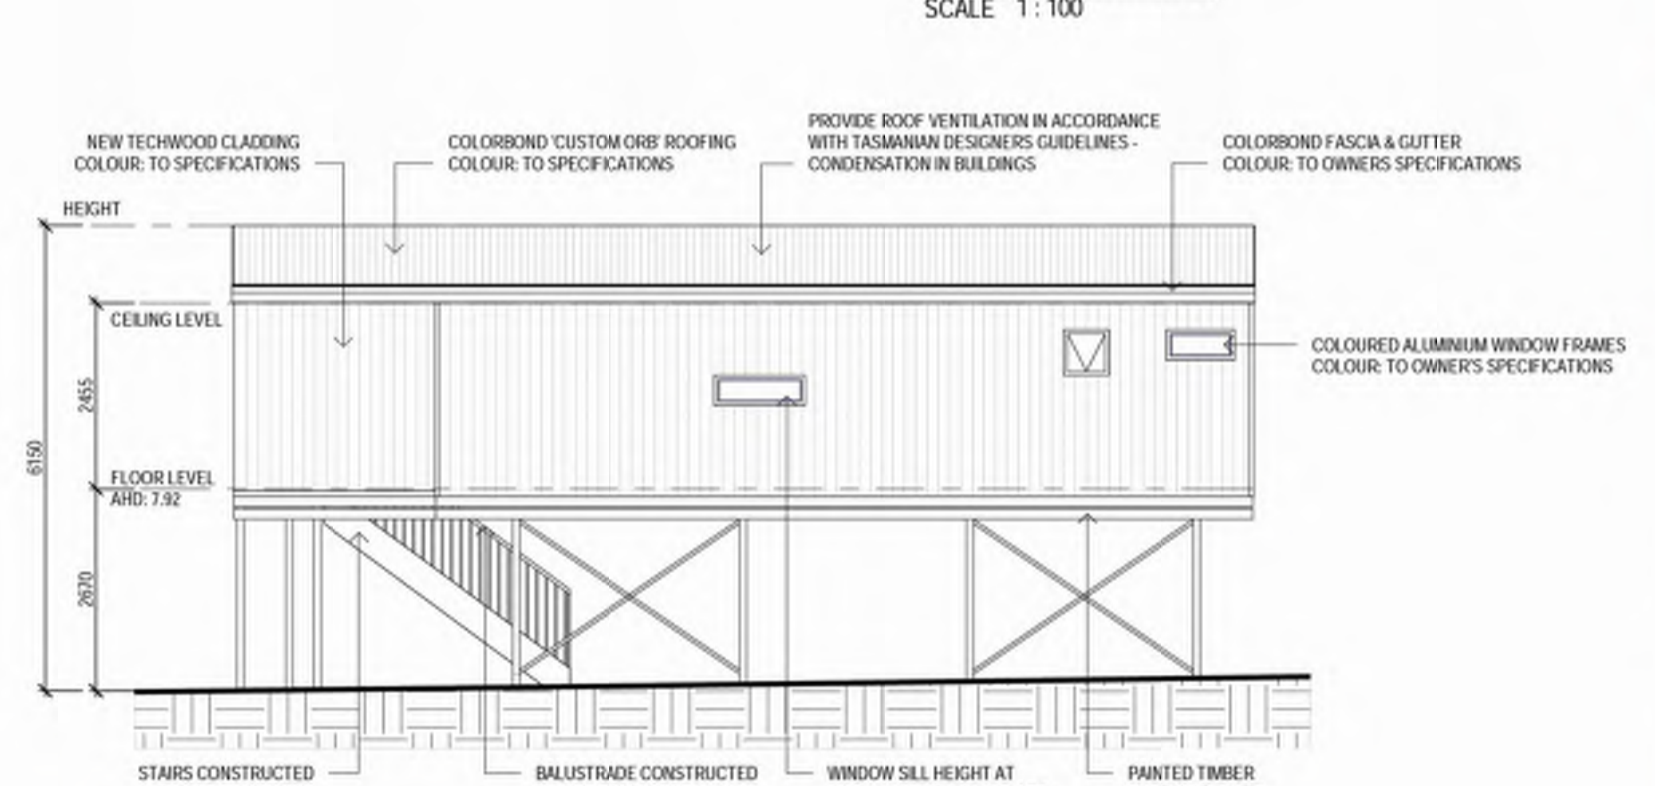 SCALE 1 : 100
NEW TECHWOOD CLADDING
COLOUR: TO SPECIFICATIONS
COLORBOND 'CUSTOM ORB' ROOFING
COLOUR: TO SPECIFICATIONS
PROVIDE ROOF VENTILATION IN ACCORDANCE
WITH TASMANIAN DESIGNERS GUIDELINES -
CONDENSATION IN BUILDINGS
COLORBOND FASCIA & GUTTER
COLOUR: TO OWNERS SPECIFICATIONS
HEIGHT
CEILING LEVEL
COLOURED ALUMINIUM WINDOW FRAMES
COLOUR: TO OWNER'S SPECIFICATIONS
2455
6150
FLOOR LEVEL
AHD: 7.92
2670
STAIRS CONSTRUCTED
BALUSTRADE CONSTRUCTED
WINDOW SILL HEIGHT AT
PAINTED TIMBER